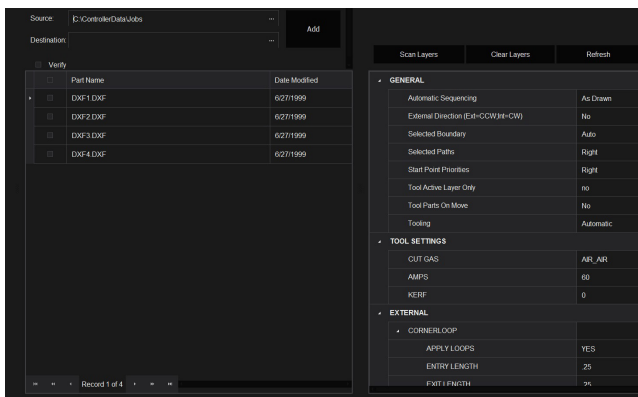 Source: C:\ControllerData\Jobs ...
Add
Destination: ...
Verify
Part Name Date Modified
DXF1.DXF 6/27/1999
DXF2.DXF 6/27/1999
DXF3.DXF 6/27/1999
DXF4.DXF 6/27/1999
Record 1 of 4
Scan Layers Clear Layers Refresh
GENERAL
Automatic Sequencing As Drawn
External Direction (Ext=CCW,Int=CW) No
Selected Boundary Auto
Selected Paths Right
Start Point Priorities Right
Tool Active Layer Only no
Tool Parts On Move No
Tooling Automatic
TOOL SETTINGS
CUT GAS AIR_AIR
AMPS 60
KERF 0
EXTERNAL
CORNERLOOP
APPLY LOOPS YES
ENTRY LENGTH .25
EXIT LENGTH .25